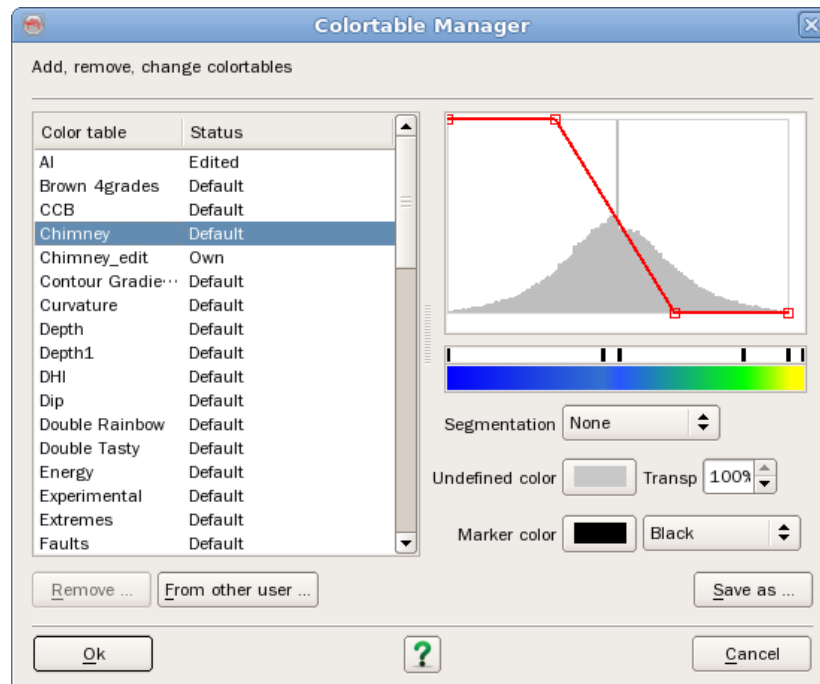 Colortable Manager
Add, remove, change colortables
Color table Status
AI Edited
Brown 4grades Default
CCB Default
Chimney Default
Chimney_edit Own
Contour Gradie... Default
Curvature Default
Depth Default
Depth1 Default
DHI Default
Dip Default
Double Rainbow Default
Double Tasty Default
Energy Default
Experimental Default
Extremes Default
Faults Default
Segmentation None
Undefined color Transp 100%
Marker color Black
Remove ... From other user ... Save as ...
Ok ? Cancel